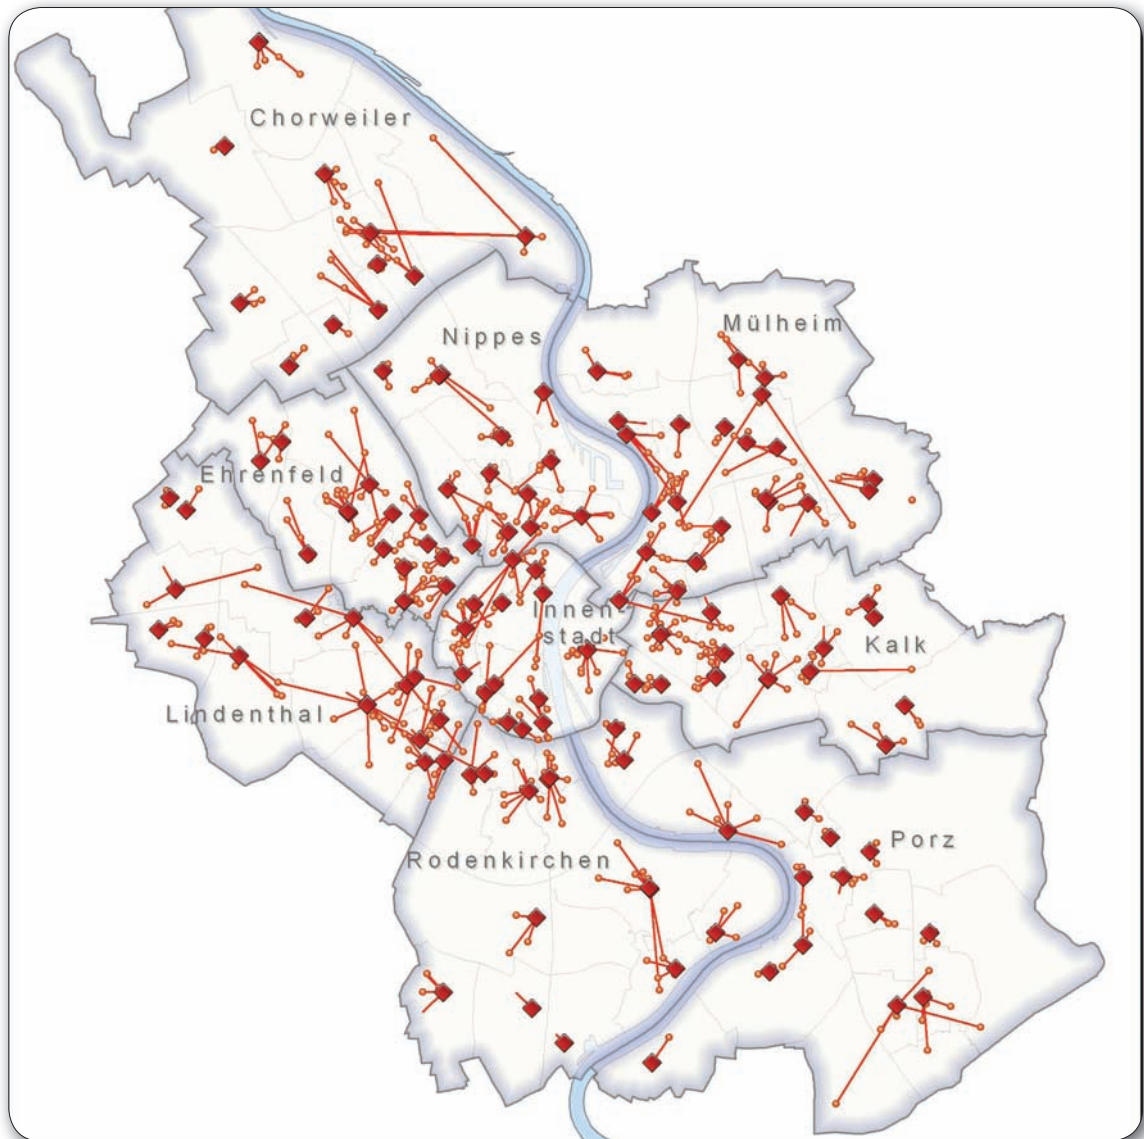 Chorweiler
Nippes
Mülheim
Ehrenfeld
Innen-
stadt
Kalk
Lindenthal
Rodenkirchen
Porz